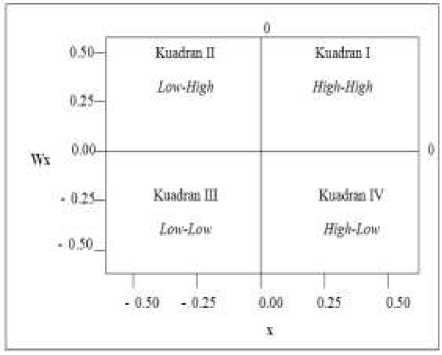 0
0.50
Kuadran II Kuadran I
Low-High High-High
0.25
0.00 0
Wx
- 0.25
Kuadran III Kuadran IV
Low-Low High-Low
- 0.50
- 0.50 - 0.25 0.00 0.25 0.50
x